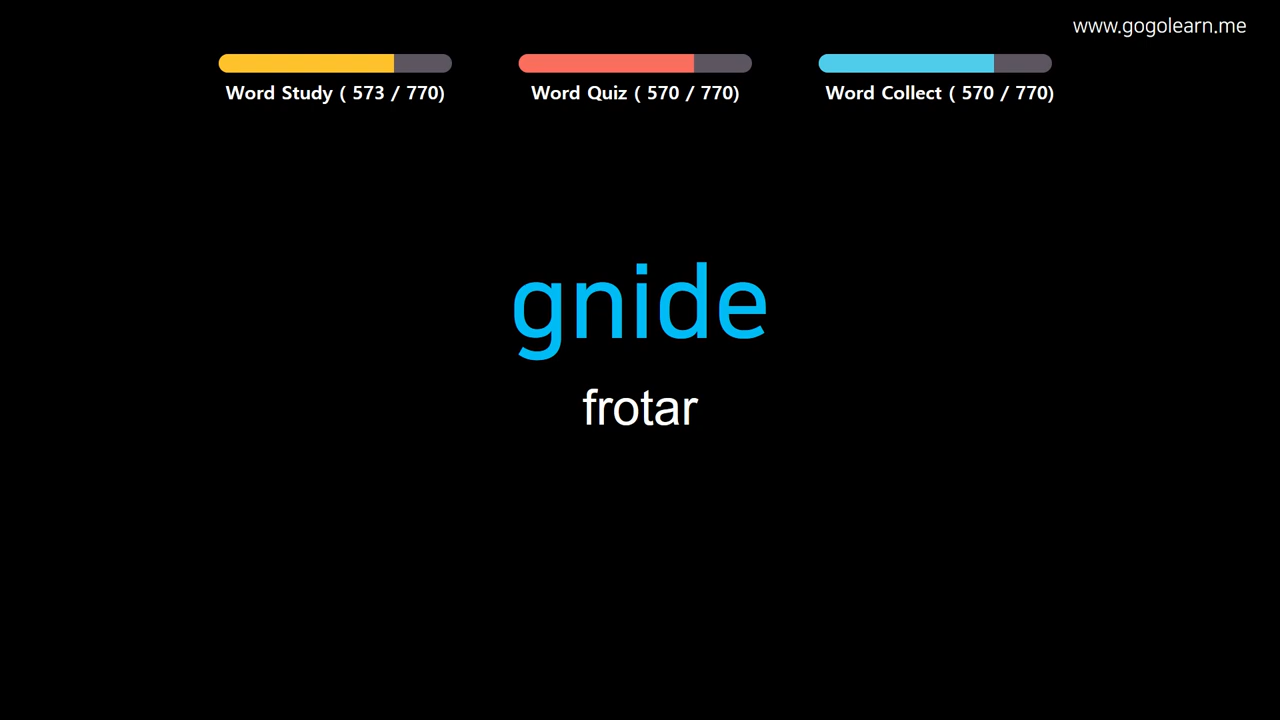 www.gogolearn.me
Word Study ( 573 / 770)
Word Quiz ( 570 / 770)
Word Collect ( 570 / 770)
gnide
frotar